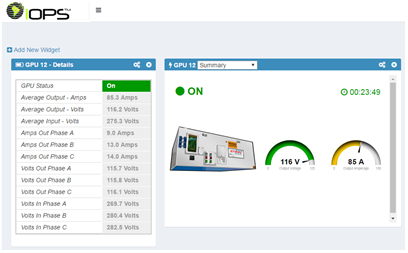 iOPS
Add New Widget
GPU 12 - Details
GPU Status On
Average Output - Amps 85.3 Amps
Average Output - Volts 116.2 Volts
Average Input - Volts 275.3 Volts
Amps Out Phase A 9.0 Amps
Amps Out Phase B 13.0 Amps
Amps Out Phase C 14.0 Amps
Volts Out Phase A 115.7 Volts
Volts Out Phase B 115.8 Volts
Volts Out Phase C 116.1 Volts
Volts In Phase A 269.7 Volts
Volts In Phase B 280.4 Volts
Volts In Phase C 282.5 Volts
GPU 12 Summary
ON
00:23:49
116 V
Output Voltage
85 A
Output Amperage